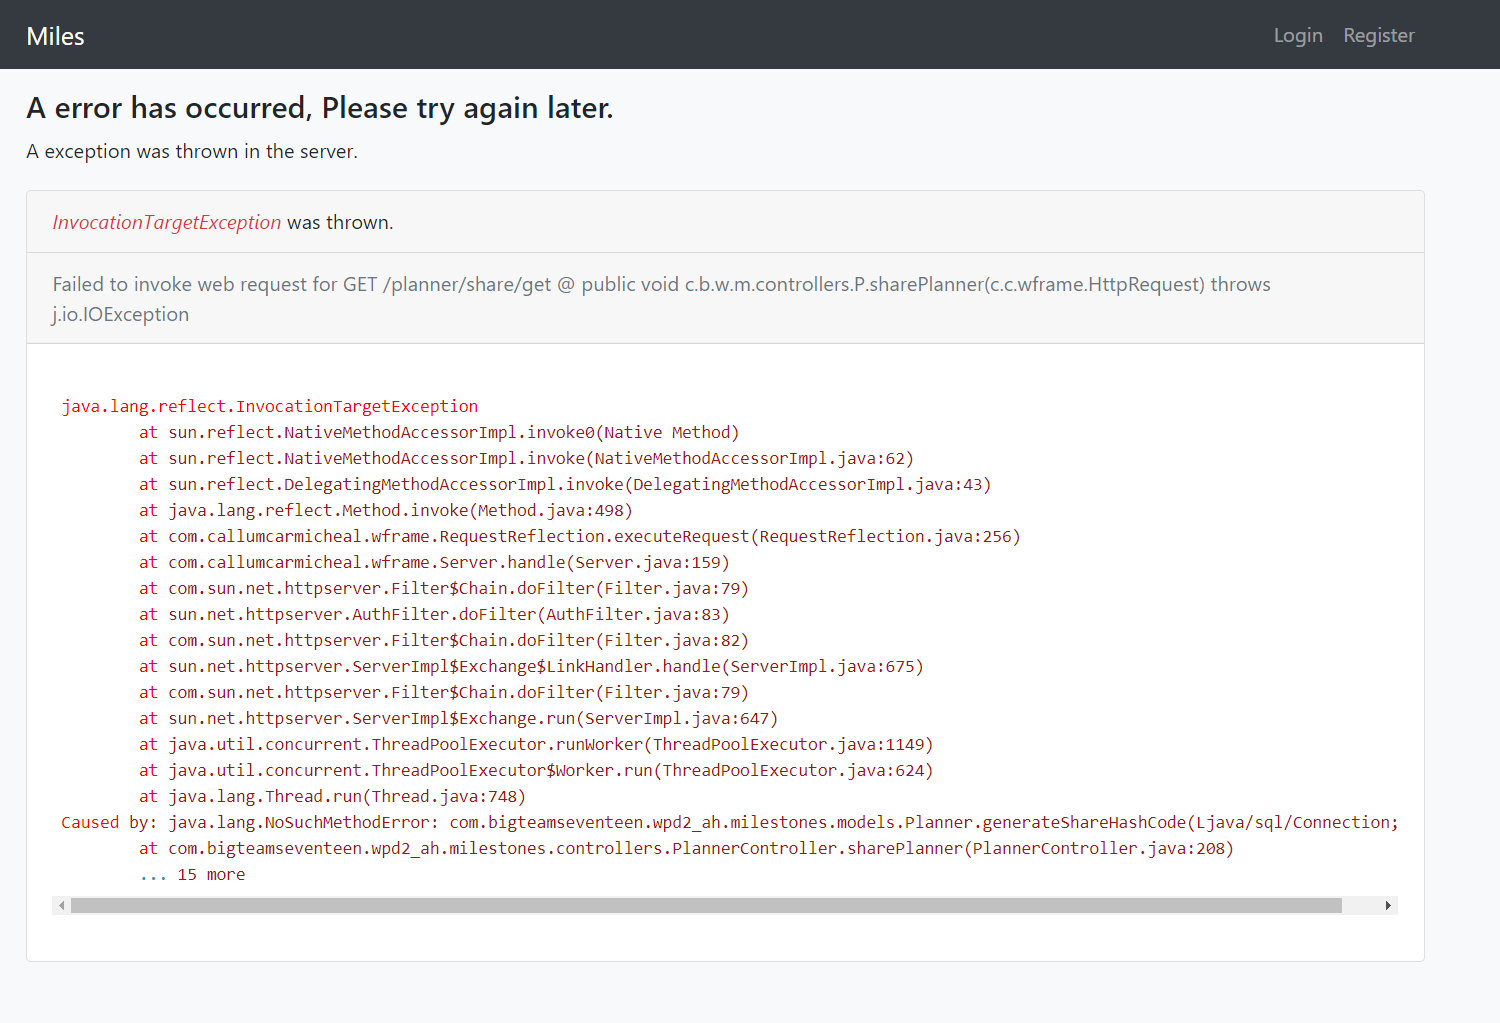 Miles
Login Register
A error has occurred, Please try again later.
A exception was thrown in the server.
InvocationTargetException was thrown.
Failed to invoke web request for GET /planner/share/get @ public void c.b.w.m.controllers.P.sharePlanner(c.c.wframe.HttpRequest) throws
j.io.IOException
java.lang.reflect.InvocationTargetException
at sun.reflect.NativeMethodAccessorImpl.invoke0(Native Method)
at sun.reflect.NativeMethodAccessorImpl.invoke(NativeMethodAccessorImpl.java:62)
at sun.reflect.DelegatingMethodAccessorImpl.invoke(DelegatingMethodAccessorImpl.java:43)
at java.lang.reflect.Method.invoke(Method.java:498)
at com.callumcarmicheal.wframe.RequestReflection.executeRequest(RequestReflection.java:256)
at com.callumcarmicheal.wframe.Server.handle(Server.java:159)
at com.sun.net.httpserver.Filter$Chain.doFilter(Filter.java:79)
at sun.net.httpserver.AuthFilter.doFilter(AuthFilter.java:83)
at com.sun.net.httpserver.Filter$Chain.doFilter(Filter.java:82)
at sun.net.httpserver.ServerImpl$Exchange$LinkHandler.handle(ServerImpl.java:675)
at com.sun.net.httpserver.Filter$Chain.doFilter(Filter.java:79)
at sun.net.httpserver.ServerImpl$Exchange.run(ServerImpl.java:647)
at java.util.concurrent.ThreadPoolExecutor.runWorker(ThreadPoolExecutor.java:1149)
at java.util.concurrent.ThreadPoolExecutor$Worker.run(ThreadPoolExecutor.java:624)
at java.lang.Thread.run(Thread.java:748)
Caused by: java.lang.NoSuchMethodError: com.bigteamseventeen.wpd2_ah.milestones.models.Planner.generateShareHashCode(Ljava/sql/Connection;
at com.bigteamseventeen.wpd2_ah.milestones.controllers.PlannerController.sharePlanner(PlannerController.java:208)
... 15 more